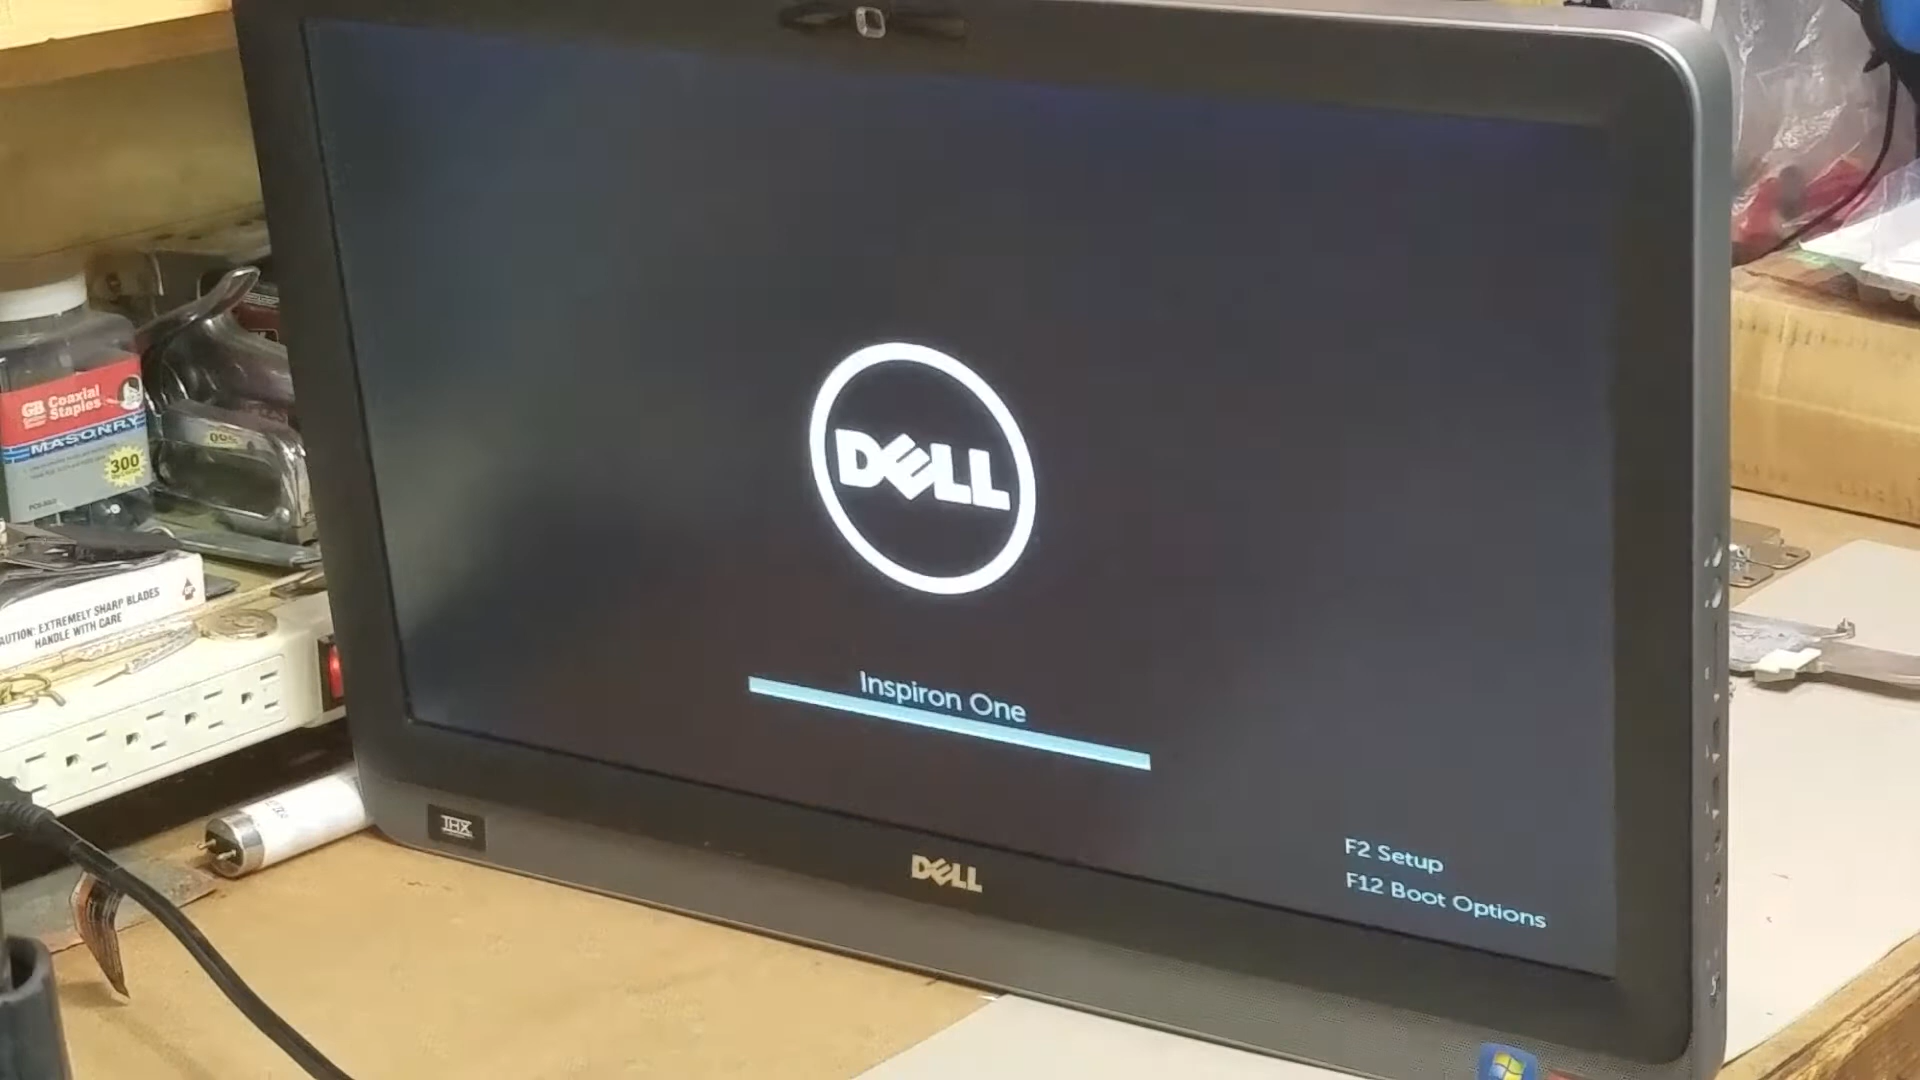 DELL
Inspiron One
F2 Setup
F12 Boot Options
THX
DELL
GB Coaxial
Staples
MASONRY
300
EXTREMELY SHARP BLADES
HANDLE WITH CARE